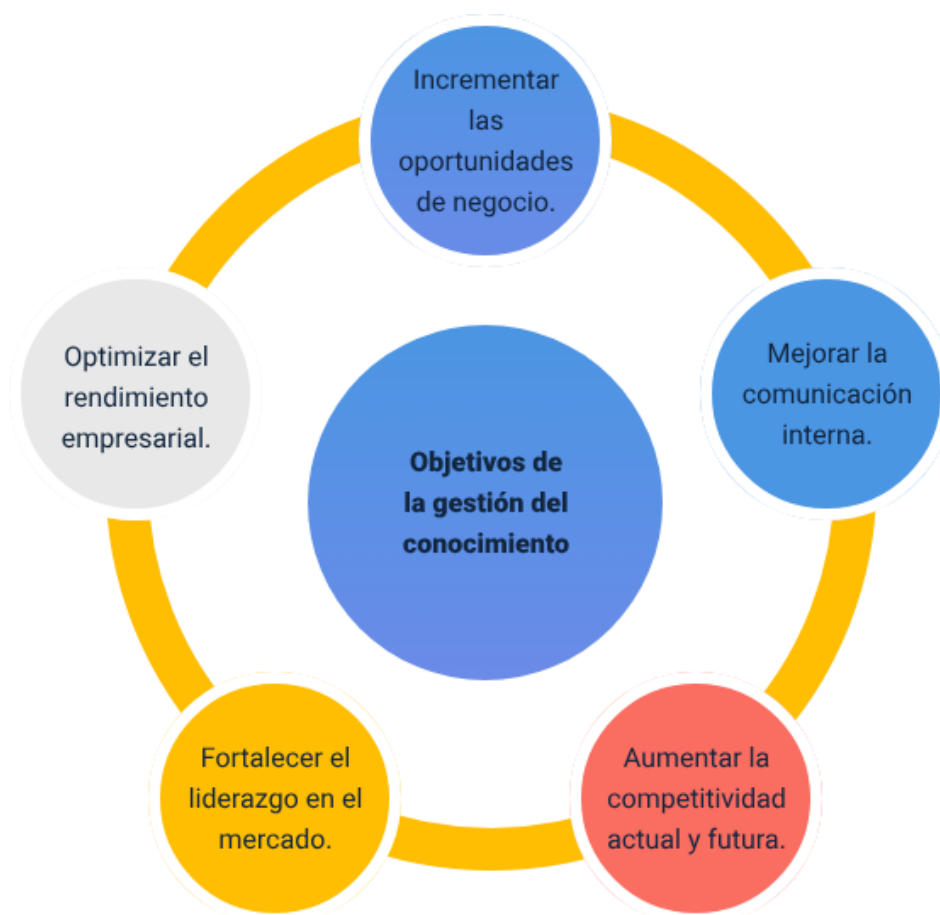 Incrementar
las
oportunidades
de negocio.
Optimizar el
rendimiento
empresarial.
Mejorar la
comunicación
interna.
Objetivos de
la gestión del
conocimiento
Fortalecer el
liderazgo en el
mercado.
Aumentar la
competitividad
actual y futura.